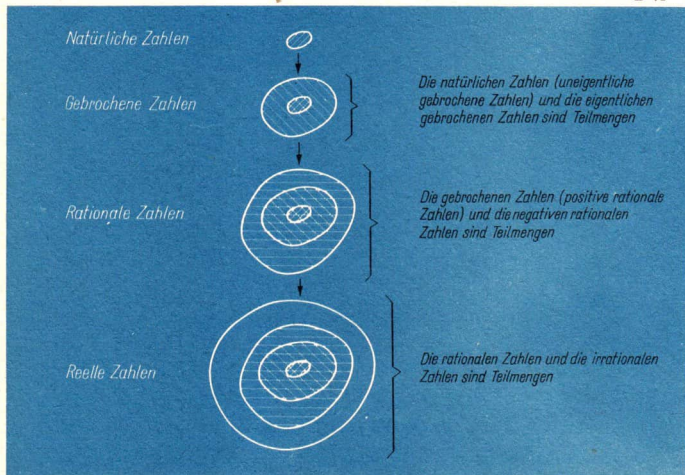 Natürliche Zahlen
Gebrochene Zahlen
Die natürlichen Zahlen (uneigentliche
gebrochene Zahlen) und die eigentlichen
gebrochenen Zahlen sind Teilmengen
Rationale Zahlen
Die gebrochenen Zahlen (positive rationale
Zahlen) und die negativen rationalen
Zahlen sind Teilmengen
Reelle Zahlen
Die rationalen Zahlen und die irrationalen
Zahlen sind Teilmengen